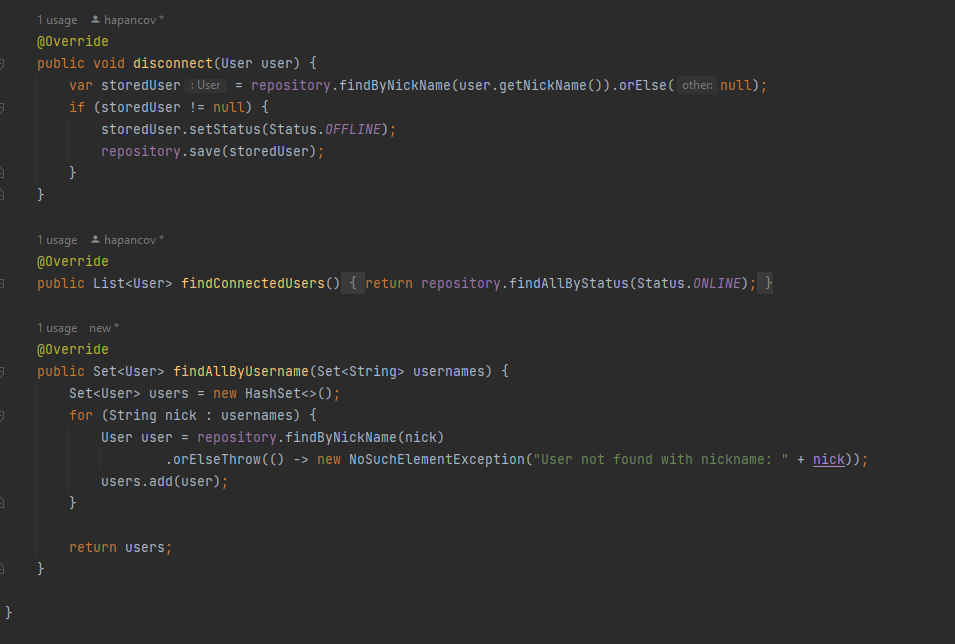 1 usage hapancov *
@Override
public void disconnect(User user) {
var storedUser : User = repository.findByNickName(user.getNickName()).orElse( other: null);
if (storedUser != null) {
storedUser.setStatus(Status.OFFLINE);
repository.save(storedUser);
}
}
1 usage hapancov *
@Override
public List<User> findConnectedUsers() { return repository.findAllByStatus(Status.ONLINE); }
1 usage new *
@Override
public Set<User> findAllByUsername(Set<String> usernames) {
Set<User> users = new HashSet<>();
for (String nick : usernames) {
User user = repository.findByNickName(nick)
.orElseThrow(() -> new NoSuchElementException("User not found with nickname: " + nick));
users.add(user);
}
return users;
}
}